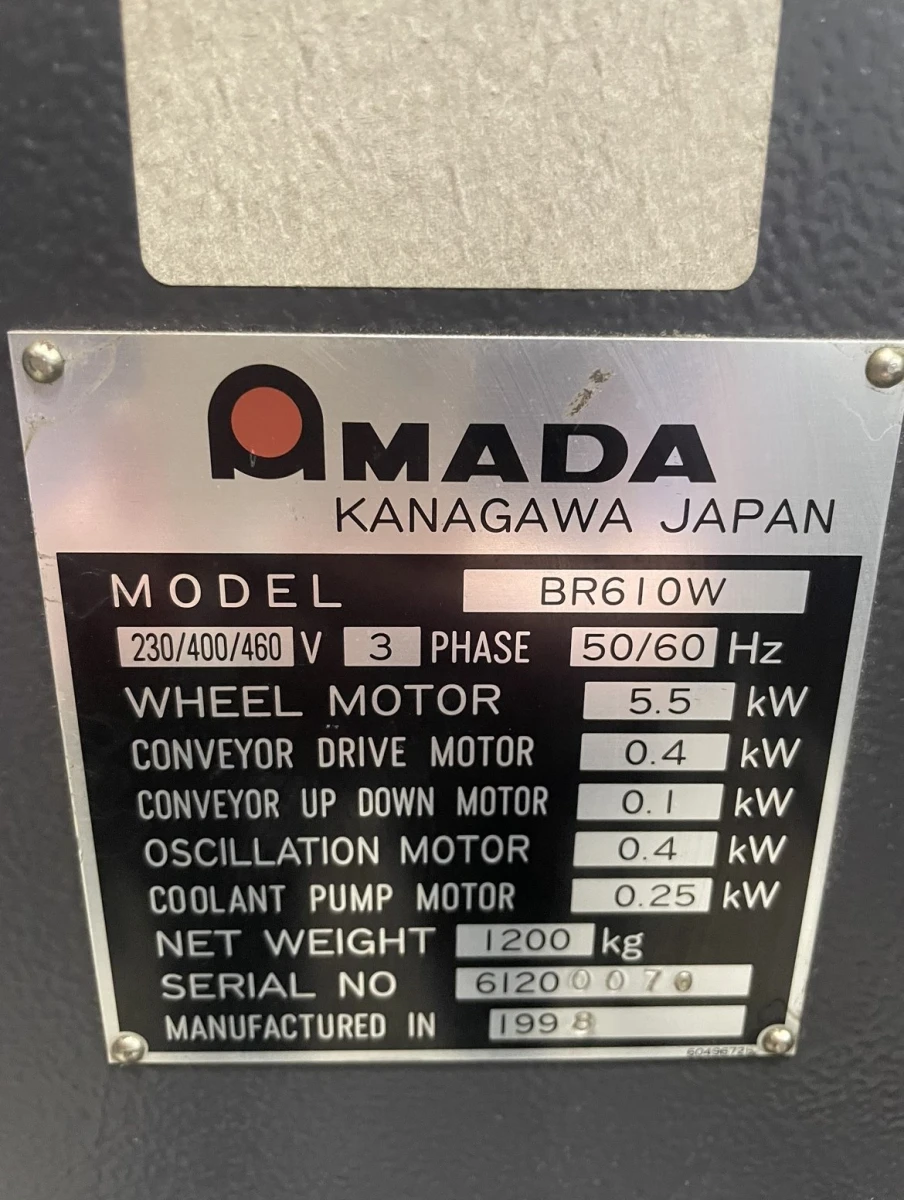 AMADA
KANAGAWA JAPAN
MODEL BR610W
230/400/460 V 3 PHASE 50/60 Hz
WHEEL MOTOR 5.5 kW
CONVEYOR DRIVE MOTOR 0.4 kW
CONVEYOR UP DOWN MOTOR 0.1 kW
OSCILLATION MOTOR 0.4 kW
COOLANT PUMP MOTOR 0.25 kW
NET WEIGHT 1200 kg
SERIAL NO
MANUFACTURED IN 1998